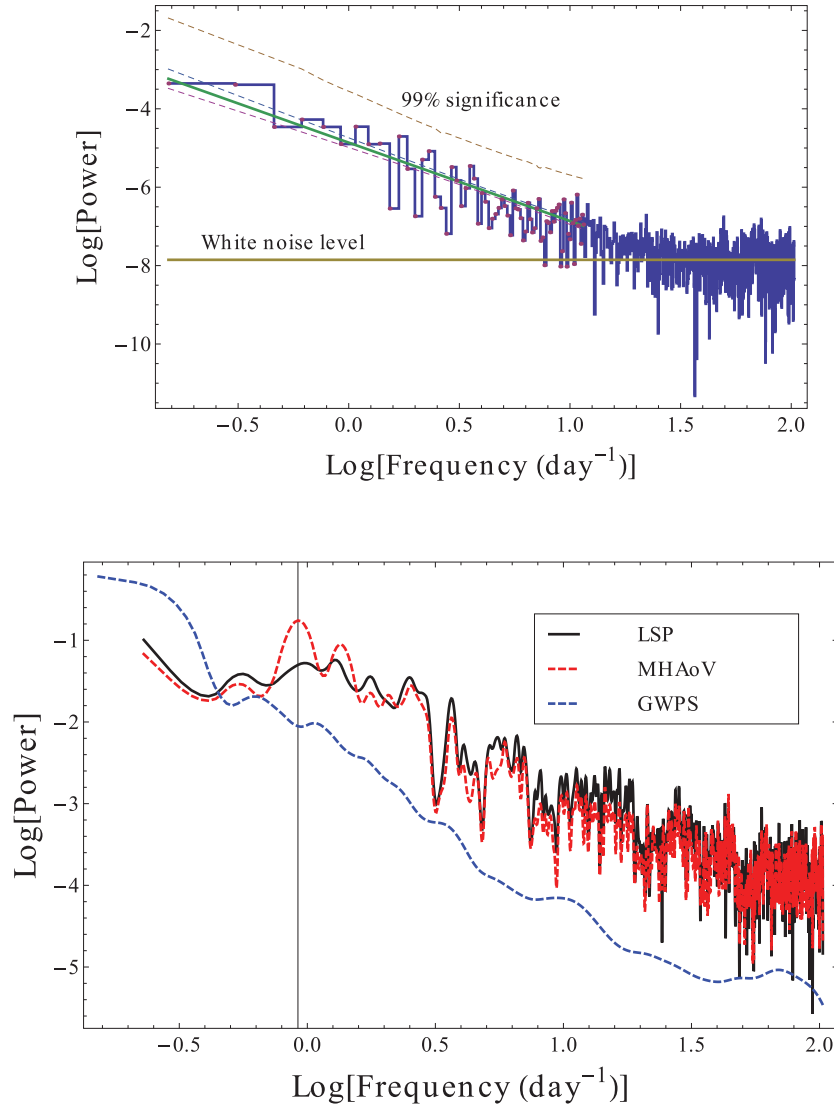 −2
−4
−6
−8
−10
Log[Power]
99% significance
White noise level
−0.5 0.0 0.5 1.0 1.5 2.0
Log[Frequency (day⁻¹)]
−1
−2
−3
−4
−5
Log[Power]
LSP
MHAoV
GWPS
−0.5 0.0 0.5 1.0 1.5 2.0
Log[Frequency (day⁻¹)]